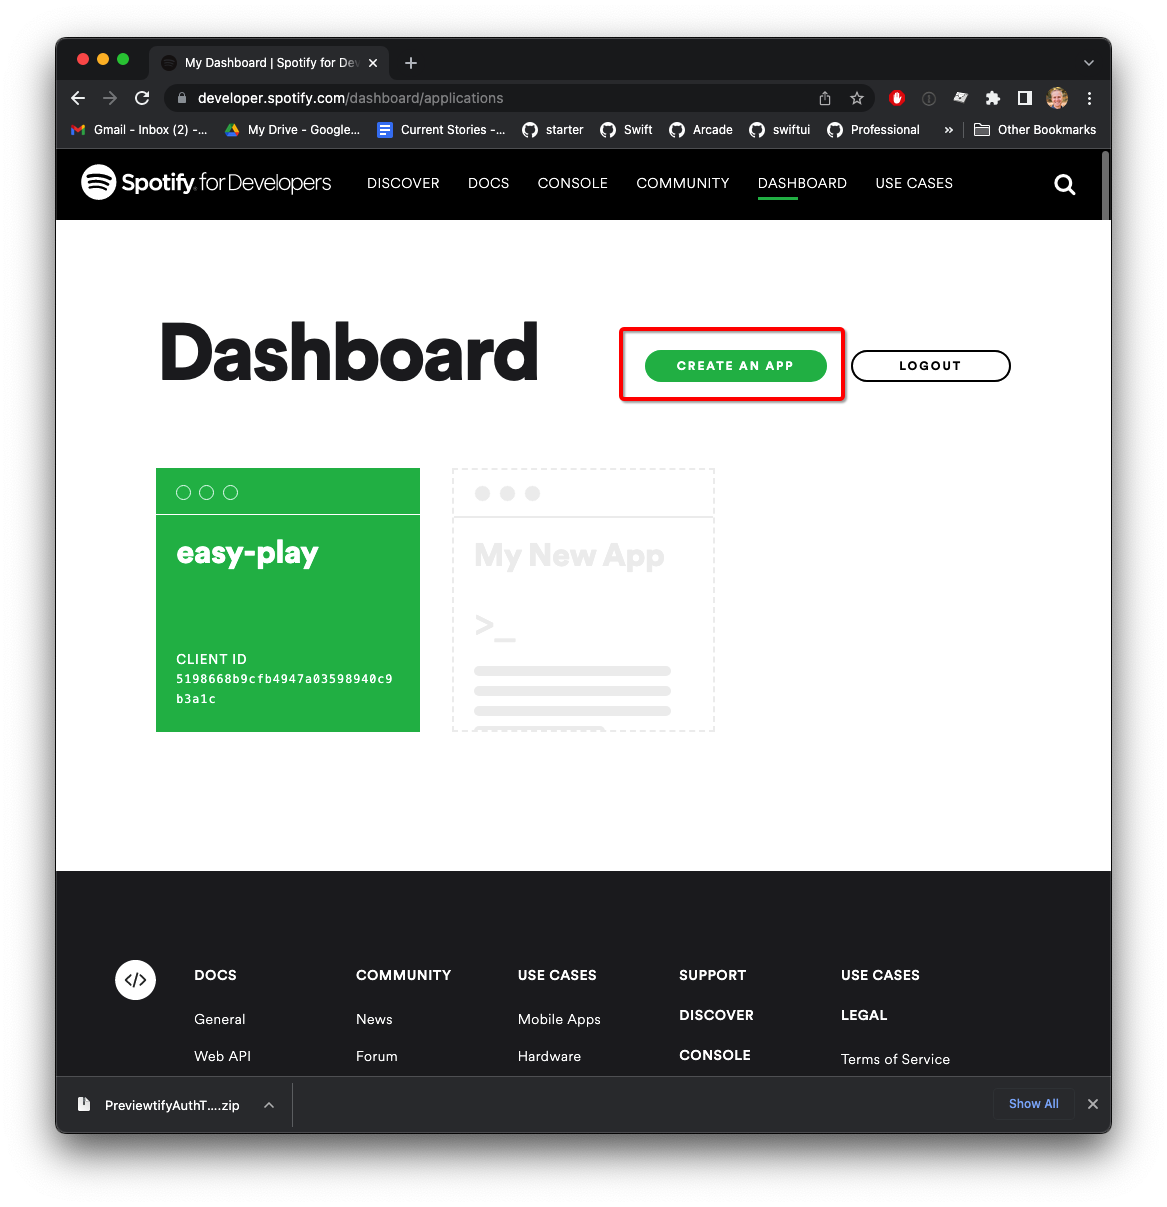 My Dashboard | Spotify for Dev
developer.spotify.com/dashboard/applications
Gmail - Inbox (2) -... My Drive - Google... Current Stories -... starter Swift Arcade swiftui Professional » Other Bookmarks
Spotify for Developers DISCOVER DOCS CONSOLE COMMUNITY DASHBOARD USE CASES
Dashboard
CREATE AN APP LOGOUT
easy-play
My New App
>_
CLIENT ID
5198668b9cfb4947a03598940c9
b3a1c
DOCS COMMUNITY USE CASES SUPPORT USE CASES
General News Mobile Apps DISCOVER LEGAL
Web API Forum Hardware CONSOLE Terms of Service
PreviewtifyAuthT....zip Show All